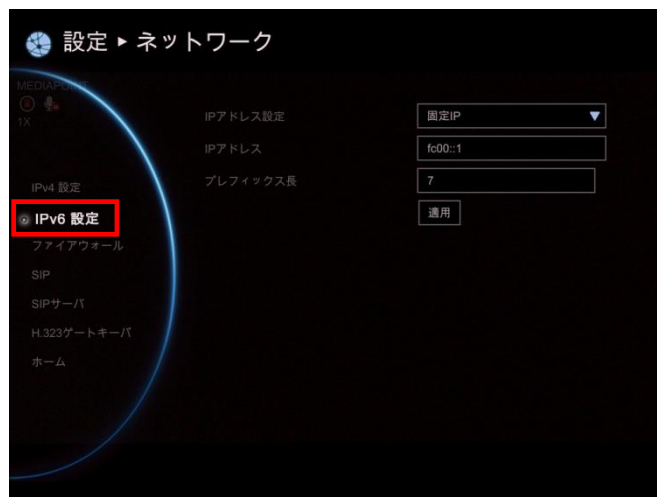 設定 ▸ ネットワーク
MEDIAPOINT
1X
IPアドレス設定
固定IP
IPアドレス
fc00::1
プレフィックス長
7
適用
IPv4 設定
IPv6 設定
ファイアウォール
SIP
SIPサーバ
H.323ゲートキーパ
ホーム